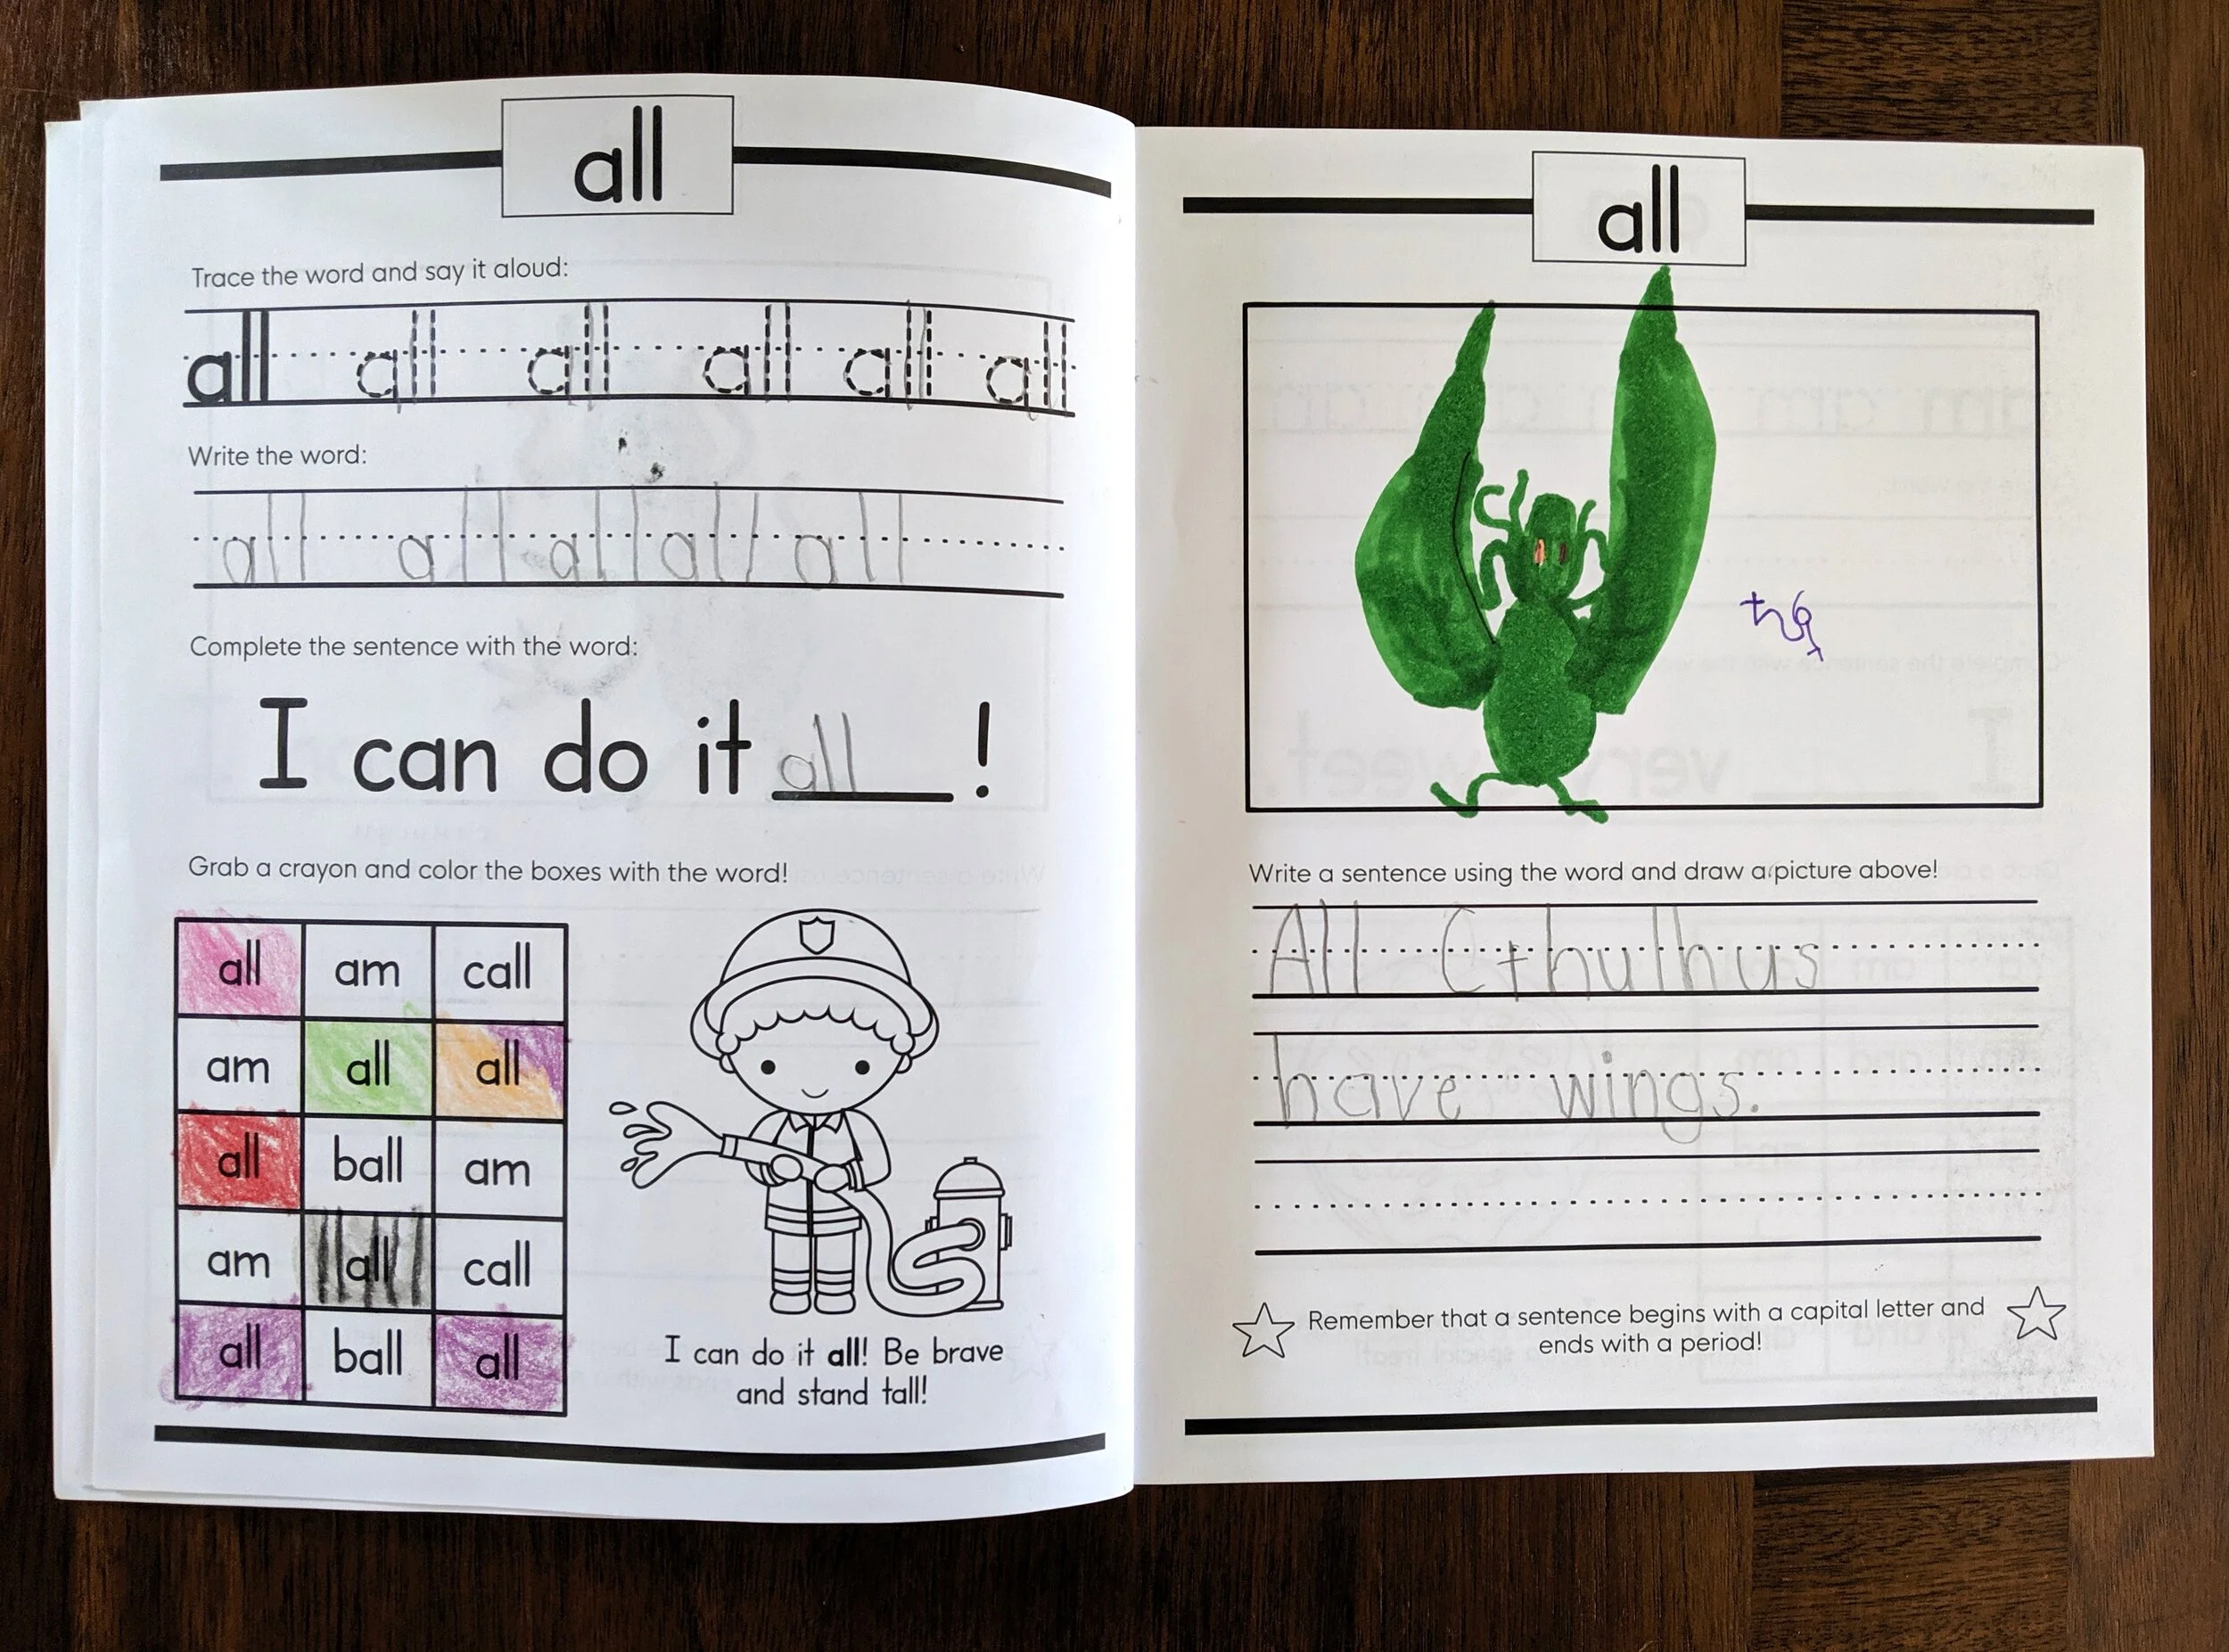 all
Trace the word and say it aloud:
all all all all all all
Write the word:
all all all all all
Complete the sentence with the word:
I can do it all !
Grab a crayon and color the boxes with the word!
all am call
am all all
all ball am
am all call
all ball all
I can do it all! Be brave
and stand tall!
all
Write a sentence using the word and draw a picture above!
All Cthulhus
have wings.
Remember that a sentence begins with a capital letter and
ends with a period!